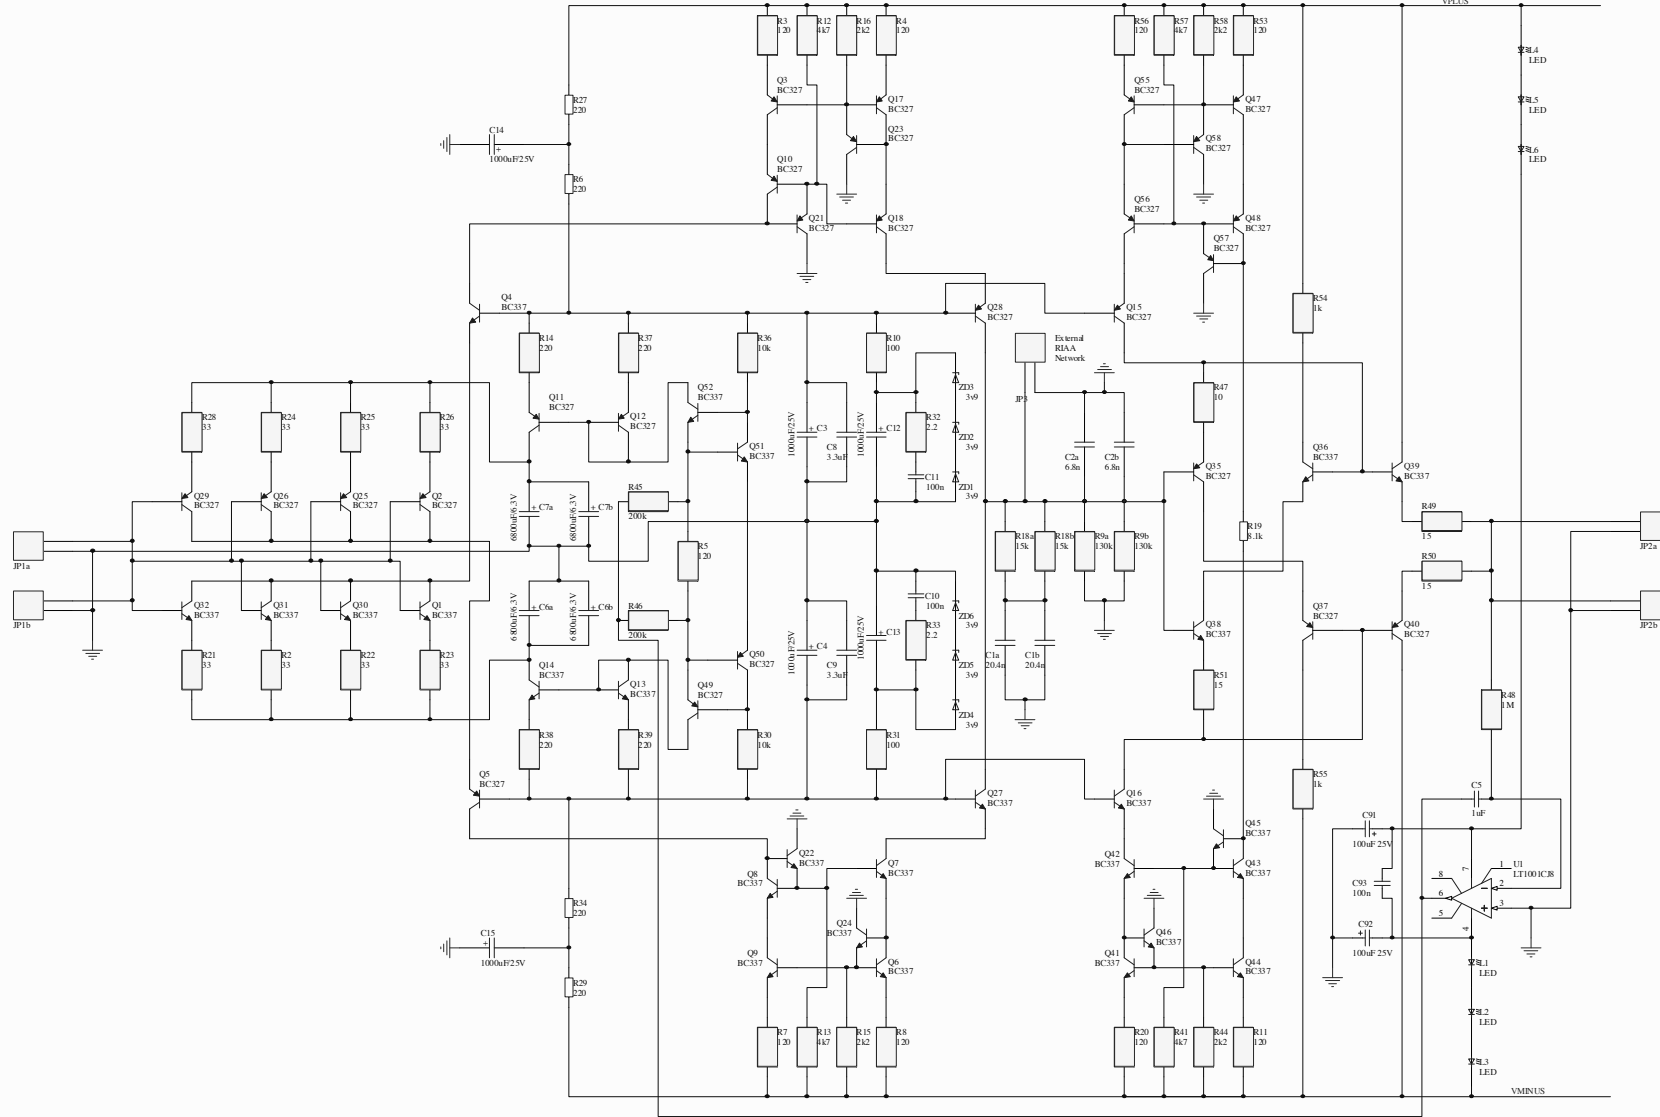 VPLUS
R3
120
R12
4k7
R16
2k2
R4
120
R56
120
R57
4k7
R58
2k2
R53
120
L4
LED
L5
LED
L6
LED
Q3
BC327
Q17
BC327
Q23
BC327
Q55
BC327
Q47
BC327
Q58
BC327
R27
220
C14
+
1000uF/25V
R6
220
Q10
BC327
Q21
BC327
Q18
BC327
Q56
BC327
Q48
BC327
Q57
BC327
Q4
BC337
Q28
BC327
Q15
BC327
R54
1k
R14
220
R37
220
R36
10k
R10
100
External
RIAA
Network
JP3
ZD3
3v9
ZD2
3v9
ZD1
3v9
R47
10
Q52
BC337
Q11
BC327
Q12
BC327
Q51
BC337
R28
33
R24
33
R25
33
R26
33
1000uF/25V
+ C3
C8
3.3uF
1000uF/25V
+ C12
R32
2.2
C11
100n
C2a
6.8n
C2b
6.8n
Q35
BC327
Q36
BC337
Q39
BC337
Q29
BC327
Q26
BC327
Q25
BC327
Q2
BC327
6800uF/6.3V
+ C7a
6800uF/6.3V
+ C7b
R45
200k
R49
15
R50
15
JP1a
JP1b
JP2a
JP2b
R5
120
R18a
15k
R18b
15k
R9a
130k
R9b
130k
R19
8.1k
Q32
BC337
Q31
BC337
Q30
BC337
Q1
BC337
6800uF/6.3V
+ C6a
6800uF/6.3V
+ C6b
R46
200k
C10
100n
R33
2.2
ZD6
3v9
ZD5
3v9
ZD4
3v9
1000uF/25V
+ C4
C9
3.3uF
1000uF/25V
+ C13
C1a
20.4n
C1b
20.4n
Q38
BC337
Q37
BC327
Q40
BC327
R21
33
R2
33
R22
33
R23
33
Q14
BC337
Q13
BC337
Q50
BC327
Q49
BC327
R51
15
R48
1M
R38
220
R39
220
R30
10k
R31
100
Q5
BC327
Q27
BC337
Q16
BC337
R55
1k
C5
1uF
C91
+
100uF 25V
C93
100n
C92
+
100uF 25V
U1
LT1001CJ8
1
2
3
4
5
6
7
8
Q22
BC337
Q8
BC337
Q7
BC337
Q24
BC337
Q9
BC337
Q6
BC337
Q45
BC337
Q42
BC337
Q43
BC337
Q46
BC337
Q41
BC337
Q44
BC337
R34
220
C15
+
1000uF/25V
R29
220
R7
120
R13
4k7
R15
2k2
R8
120
R20
120
R41
4k7
R44
2k2
R11
120
L1
LED
L2
LED
L3
LED
VMINUS